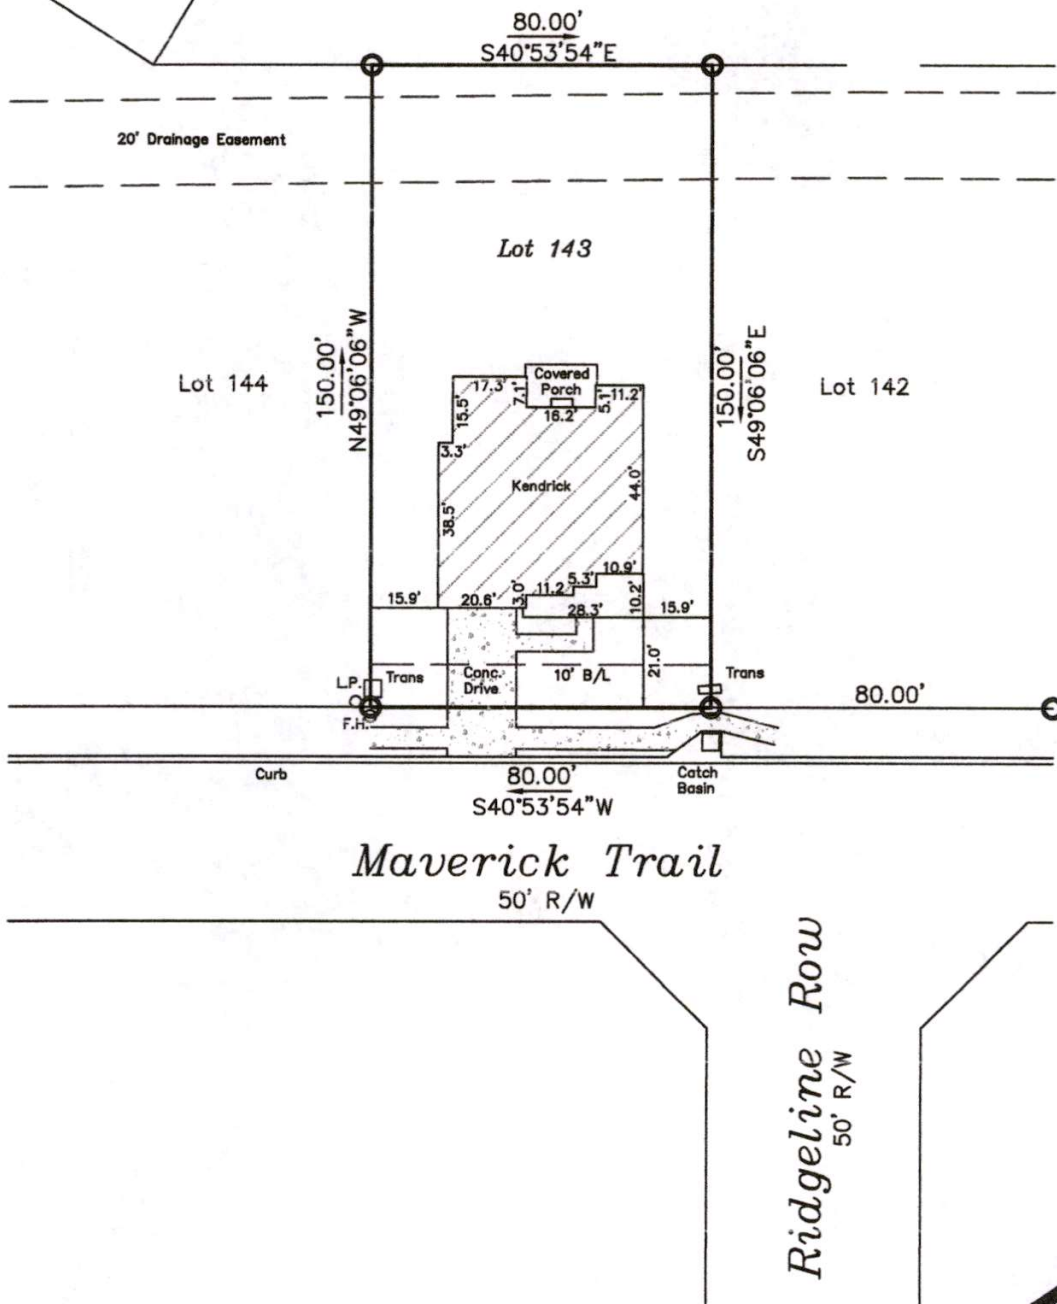 80.00'
S40°53'54"E
20' Drainage Easement
Lot 143
Lot 144
150.00'
N49°06'06"W
150.00'
S49°06'06"E
Lot 142
Covered
Porch
17.3'
7.1'
16.2'
5.1'
11.2'
15.5'
3.3'
Kendrick
44.0'
38.5'
10.9'
5.3'
11.2'
3.0'
10.2'
15.9'
20.6'
28.3'
15.9'
21.0'
L.P.
Trans
Conc.
Drive
10' B/L
Trans
F.H.
80.00'
Curb
80.00'
S40°53'54"W
Catch
Basin
Maverick Trail
50' R/W
Ridgeline Row
50' R/W